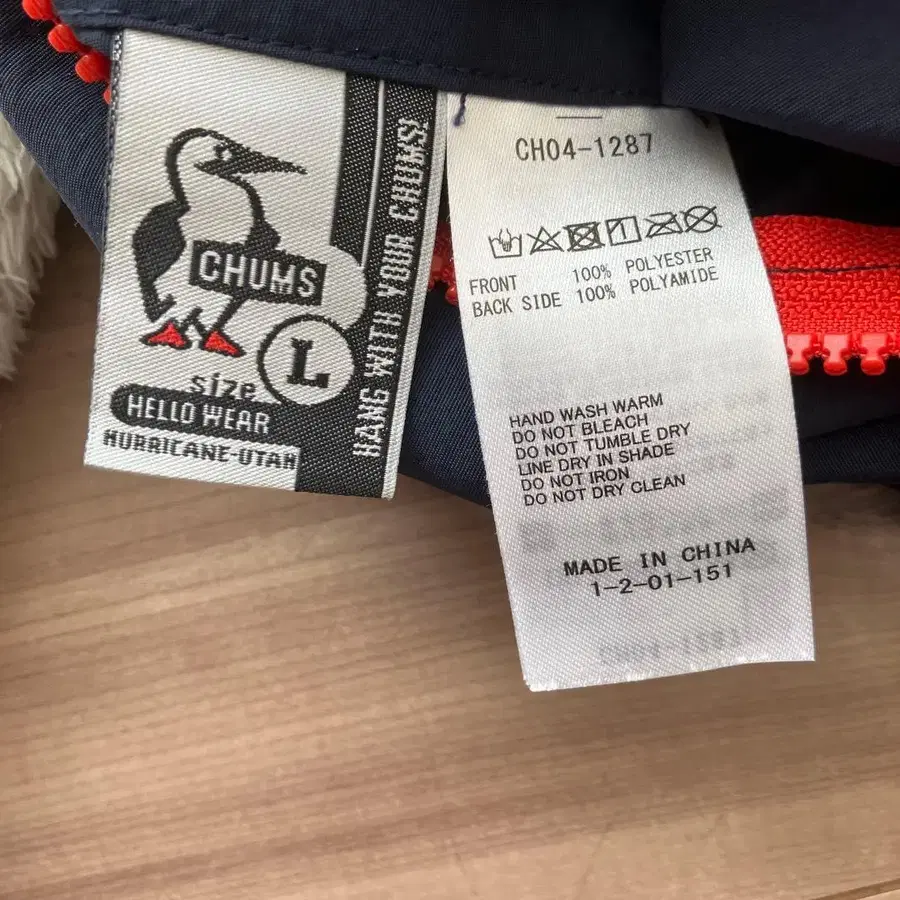 CHUMS
L
size
HELLO WEAR
HURRICANE-UTAH
HANG WITH YOUR CHUMS!
CH04-1287
FRONT 100% POLYESTER
BACK SIDE 100% POLYAMIDE
HAND WASH WARM
DO NOT BLEACH
DO NOT TUMBLE DRY
LINE DRY IN SHADE
DO NOT IRON
DO NOT DRY CLEAN
MADE IN CHINA
1-2-01-151